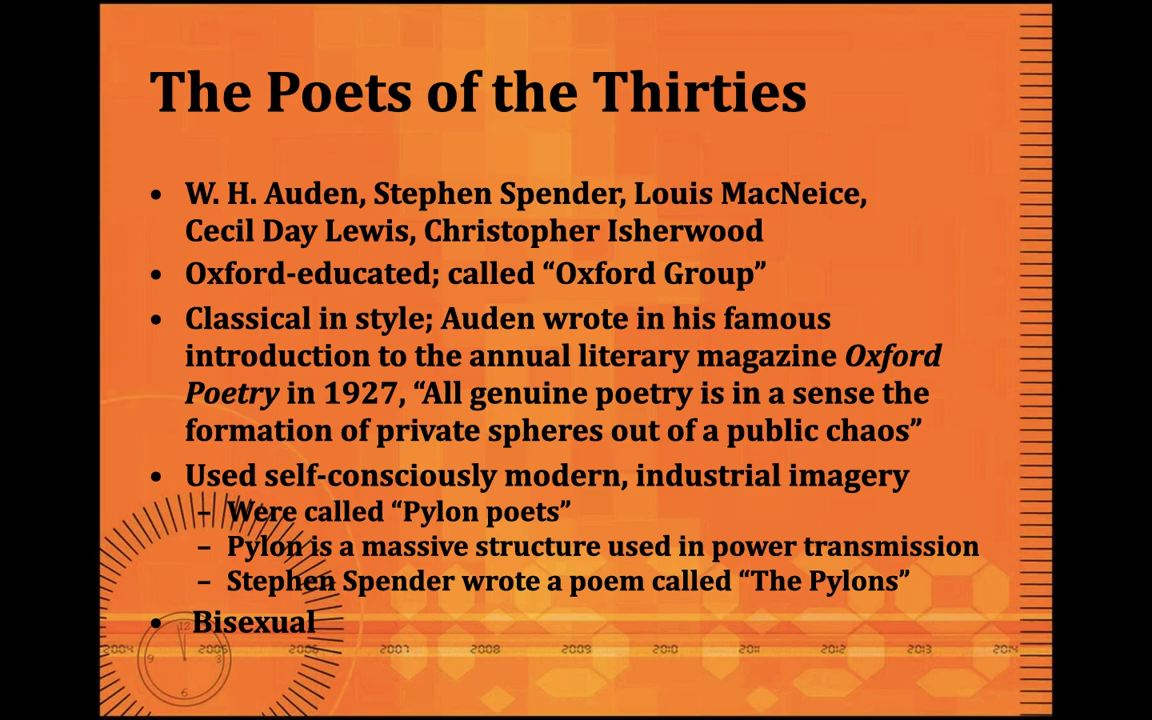 The Poets of the Thirties
• W. H. Auden, Stephen Spender, Louis MacNeice,
Cecil Day Lewis, Christopher Isherwood
• Oxford-educated; called “Oxford Group”
• Classical in style; Auden wrote in his famous
introduction to the annual literary magazine Oxford
Poetry in 1927, “All genuine poetry is in a sense the
formation of private spheres out of a public chaos”
• Used self-consciously modern, industrial imagery
– Were called “Pylon poets”
– Pylon is a massive structure used in power transmission
– Stephen Spender wrote a poem called “The Pylons”
• Bisexual
12
2004 2005 2006 2007 2008 2009 2010 2011 2012 2013 2014
9 3
6